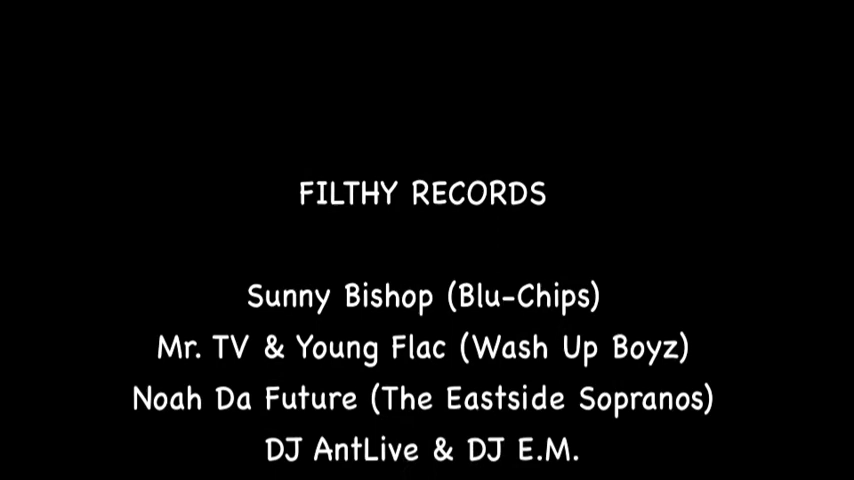 FILTHY RECORDS
Sunny Bishop (Blu-Chips)
Mr. TV & Young Flac (Wash Up Boyz)
Noah Da Future (The Eastside Sopranos)
DJ AntLive & DJ E.M.